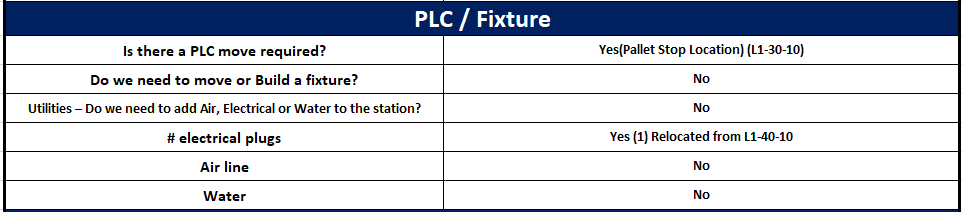 PLC / Fixture
Is there a PLC move required? Yes(Pallet Stop Location) (L1-30-10)
Do we need to move or Build a fixture? No
Utilities – Do we need to add Air, Electrical or Water to the station? No
# electrical plugs Yes (1) Relocated from L1-40-10
Air line No
Water No